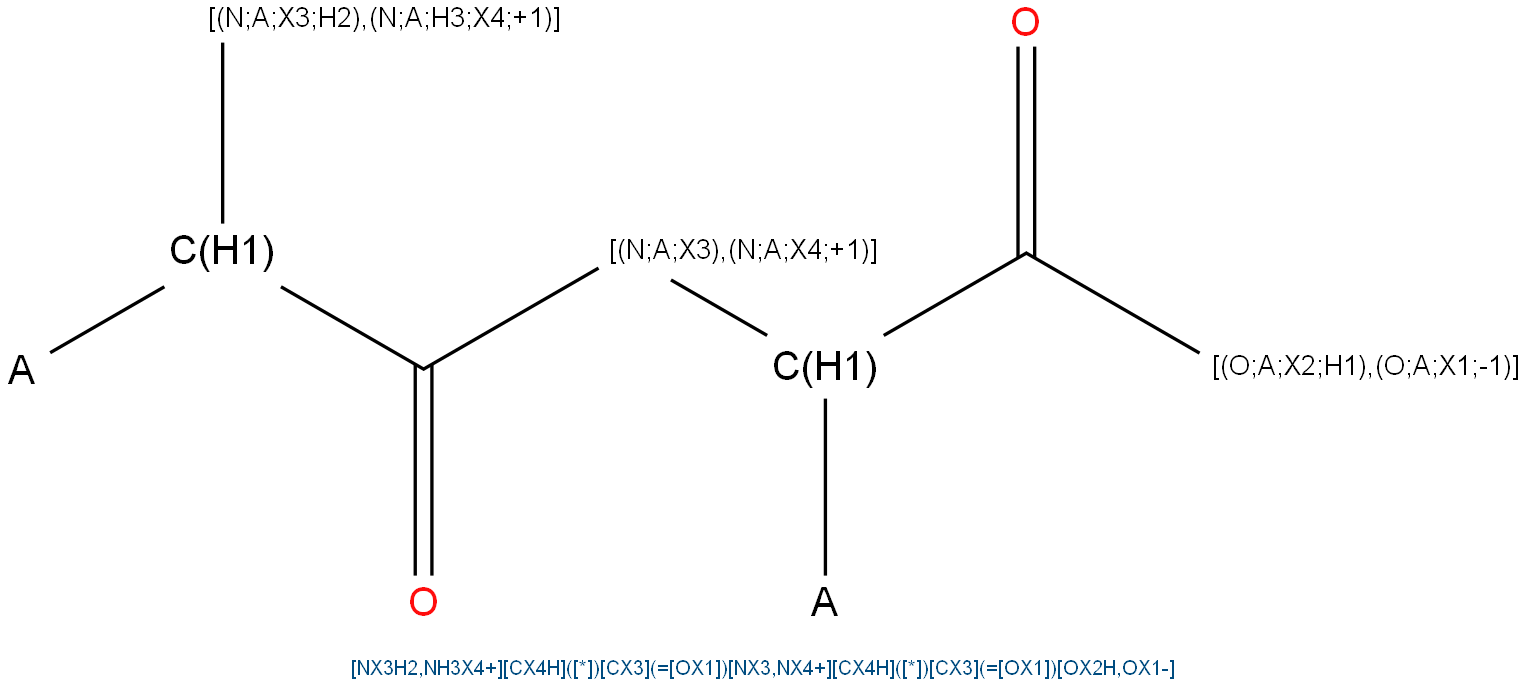 [(N;A;X3;H2),(N;A;H3;X4;+1)]
O
C(H1)
[(N;A;X3),(N;A;X4;+1)]
A
C(H1)
[(O;A;X2;H1),(O;A;X1;-1)]
O
A
[NX3H2,NH3X4+][CX4H]([*])[CX3](=[OX1])[NX3,NX4+][CX4H]([*])[CX3](=[OX1])[OX2H,OX1-]